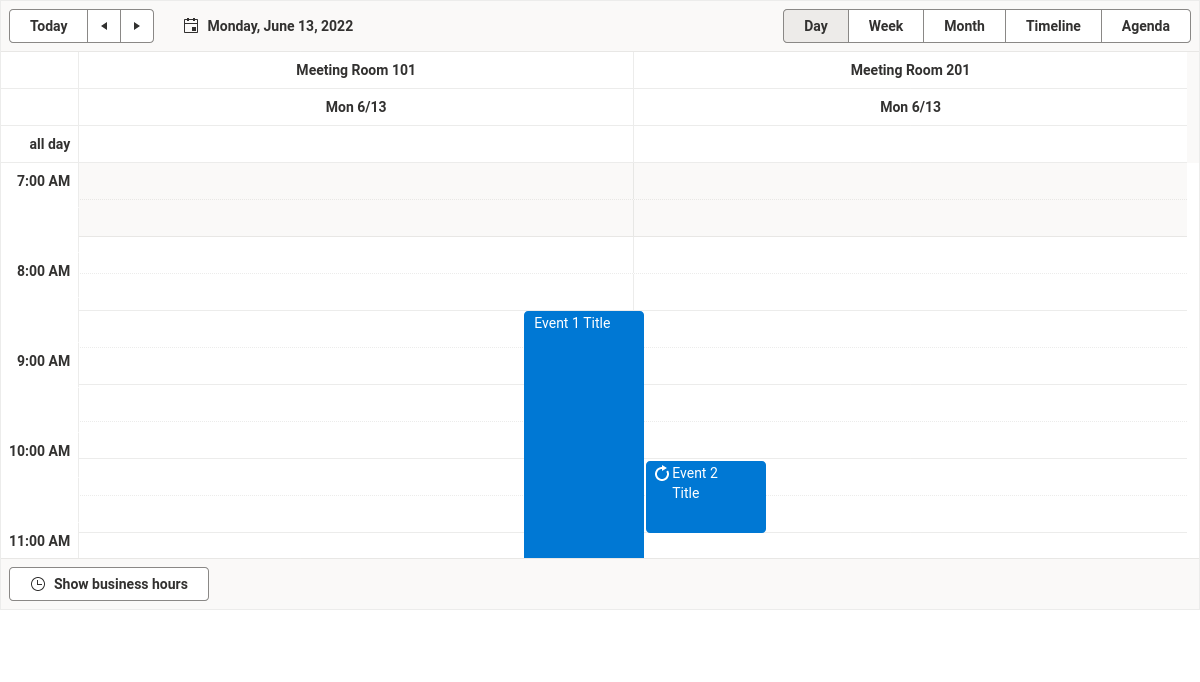 Today
Monday, June 13, 2022
Day
Week
Month
Timeline
Agenda
Meeting Room 101
Meeting Room 201
Mon 6/13
Mon 6/13
all day
7:00 AM
8:00 AM
Event 1 Title
9:00 AM
10:00 AM
Event 2
Title
11:00 AM
Show business hours